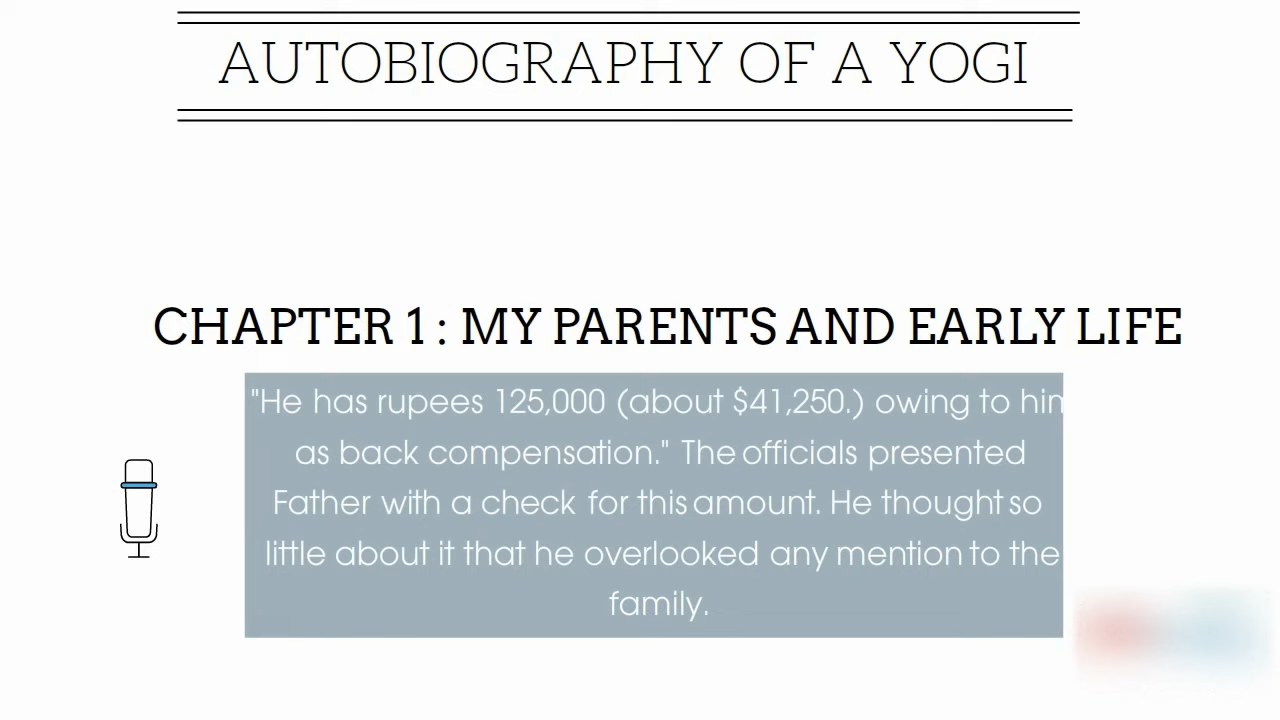 AUTOBIOGRAPHY OF A YOGI
CHAPTER 1 : MY PARENTS AND EARLY LIFE
"He has rupees 125,000 (about $41,250.) owing to him
as back compensation." The officials presented
Father with a check for this amount. He thought so
little about it that he overlooked any mention to the
family.